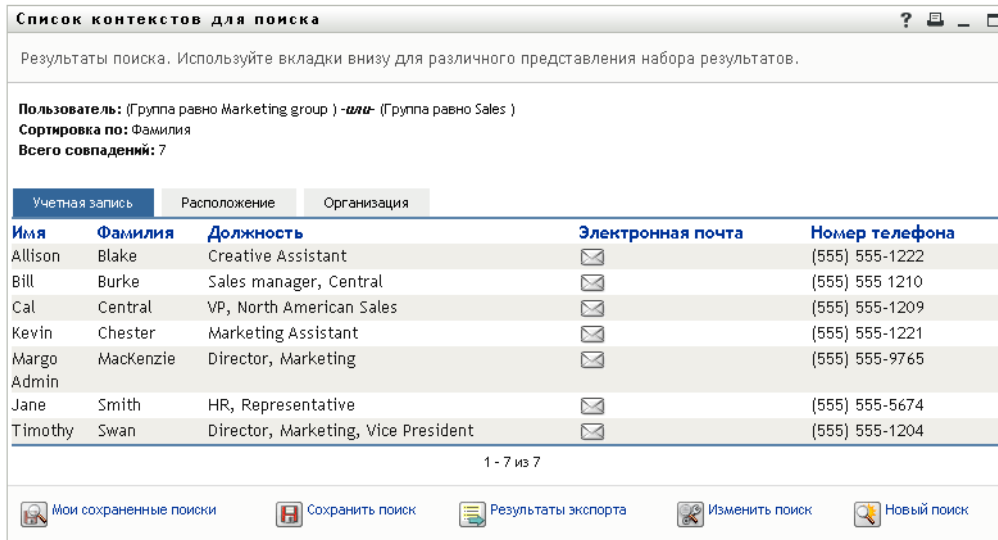 Список контекстов для поиска ?
Результаты поиска. Используйте вкладки внизу для различного представления набора результатов.
Пользователь: (Группа равно Marketing group ) -или- (Группа равно Sales )
Сортировка по: Фамилия
Всего совпадений: 7
Учетная запись Расположение Организация
Имя Фамилия Должность Электронная почта Номер телефона
Allison Blake Creative Assistant (555) 555-1222
Bill Burke Sales manager, Central (555) 555 1210
Cal Central VP, North American Sales (555) 555-1209
Kevin Chester Marketing Assistant (555) 555-1221
Margo MacKenzie Director, Marketing (555) 555-9765
Admin
Jane Smith HR, Representative (555) 555-5674
Timothy Swan Director, Marketing, Vice President (555) 555-1204
1 - 7 из 7
Мои сохраненные поиски Сохранить поиск Результаты экспорта Изменить поиск Новый поиск